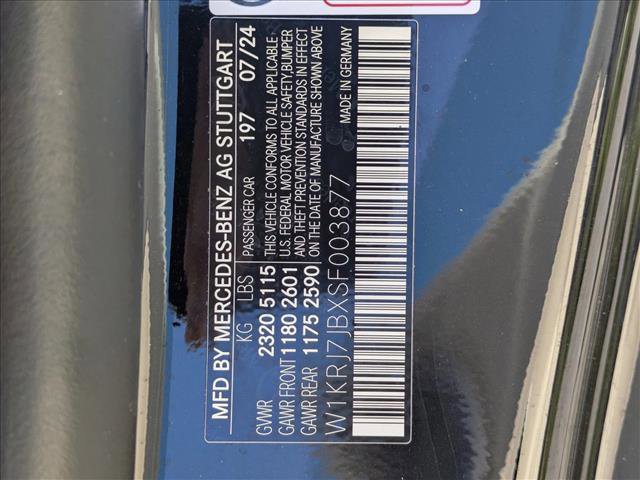 MFD BY MERCEDES-BENZ AG STUTTGART
KG LBS PASSENGER CAR 197 07/24
GVWR 2320 5115 THIS VEHICLE CONFORMS TO ALL APPLICABLE
GAWR FRONT 1180 2601 U.S. FEDERAL MOTOR VEHICLE SAFETY, BUMPER
GAWR REAR 1175 2590 AND THEFT PREVENTION STANDARDS IN EFFECT
ON THE DATE OF MANUFACTURE SHOWN ABOVE
W1KRJ7JBXSF003877 MADE IN GERMANY